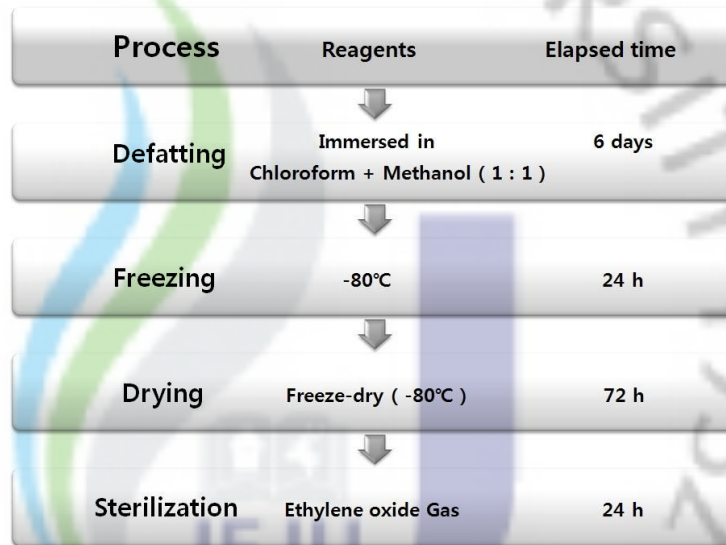 Process Reagents Elapsed time
Defatting Immersed in 6 days
Chloroform + Methanol ( 1 : 1 )
Freezing -80℃ 24 h
Drying Freeze-dry ( -80℃ ) 72 h
Sterilization Ethylene oxide Gas 24 h